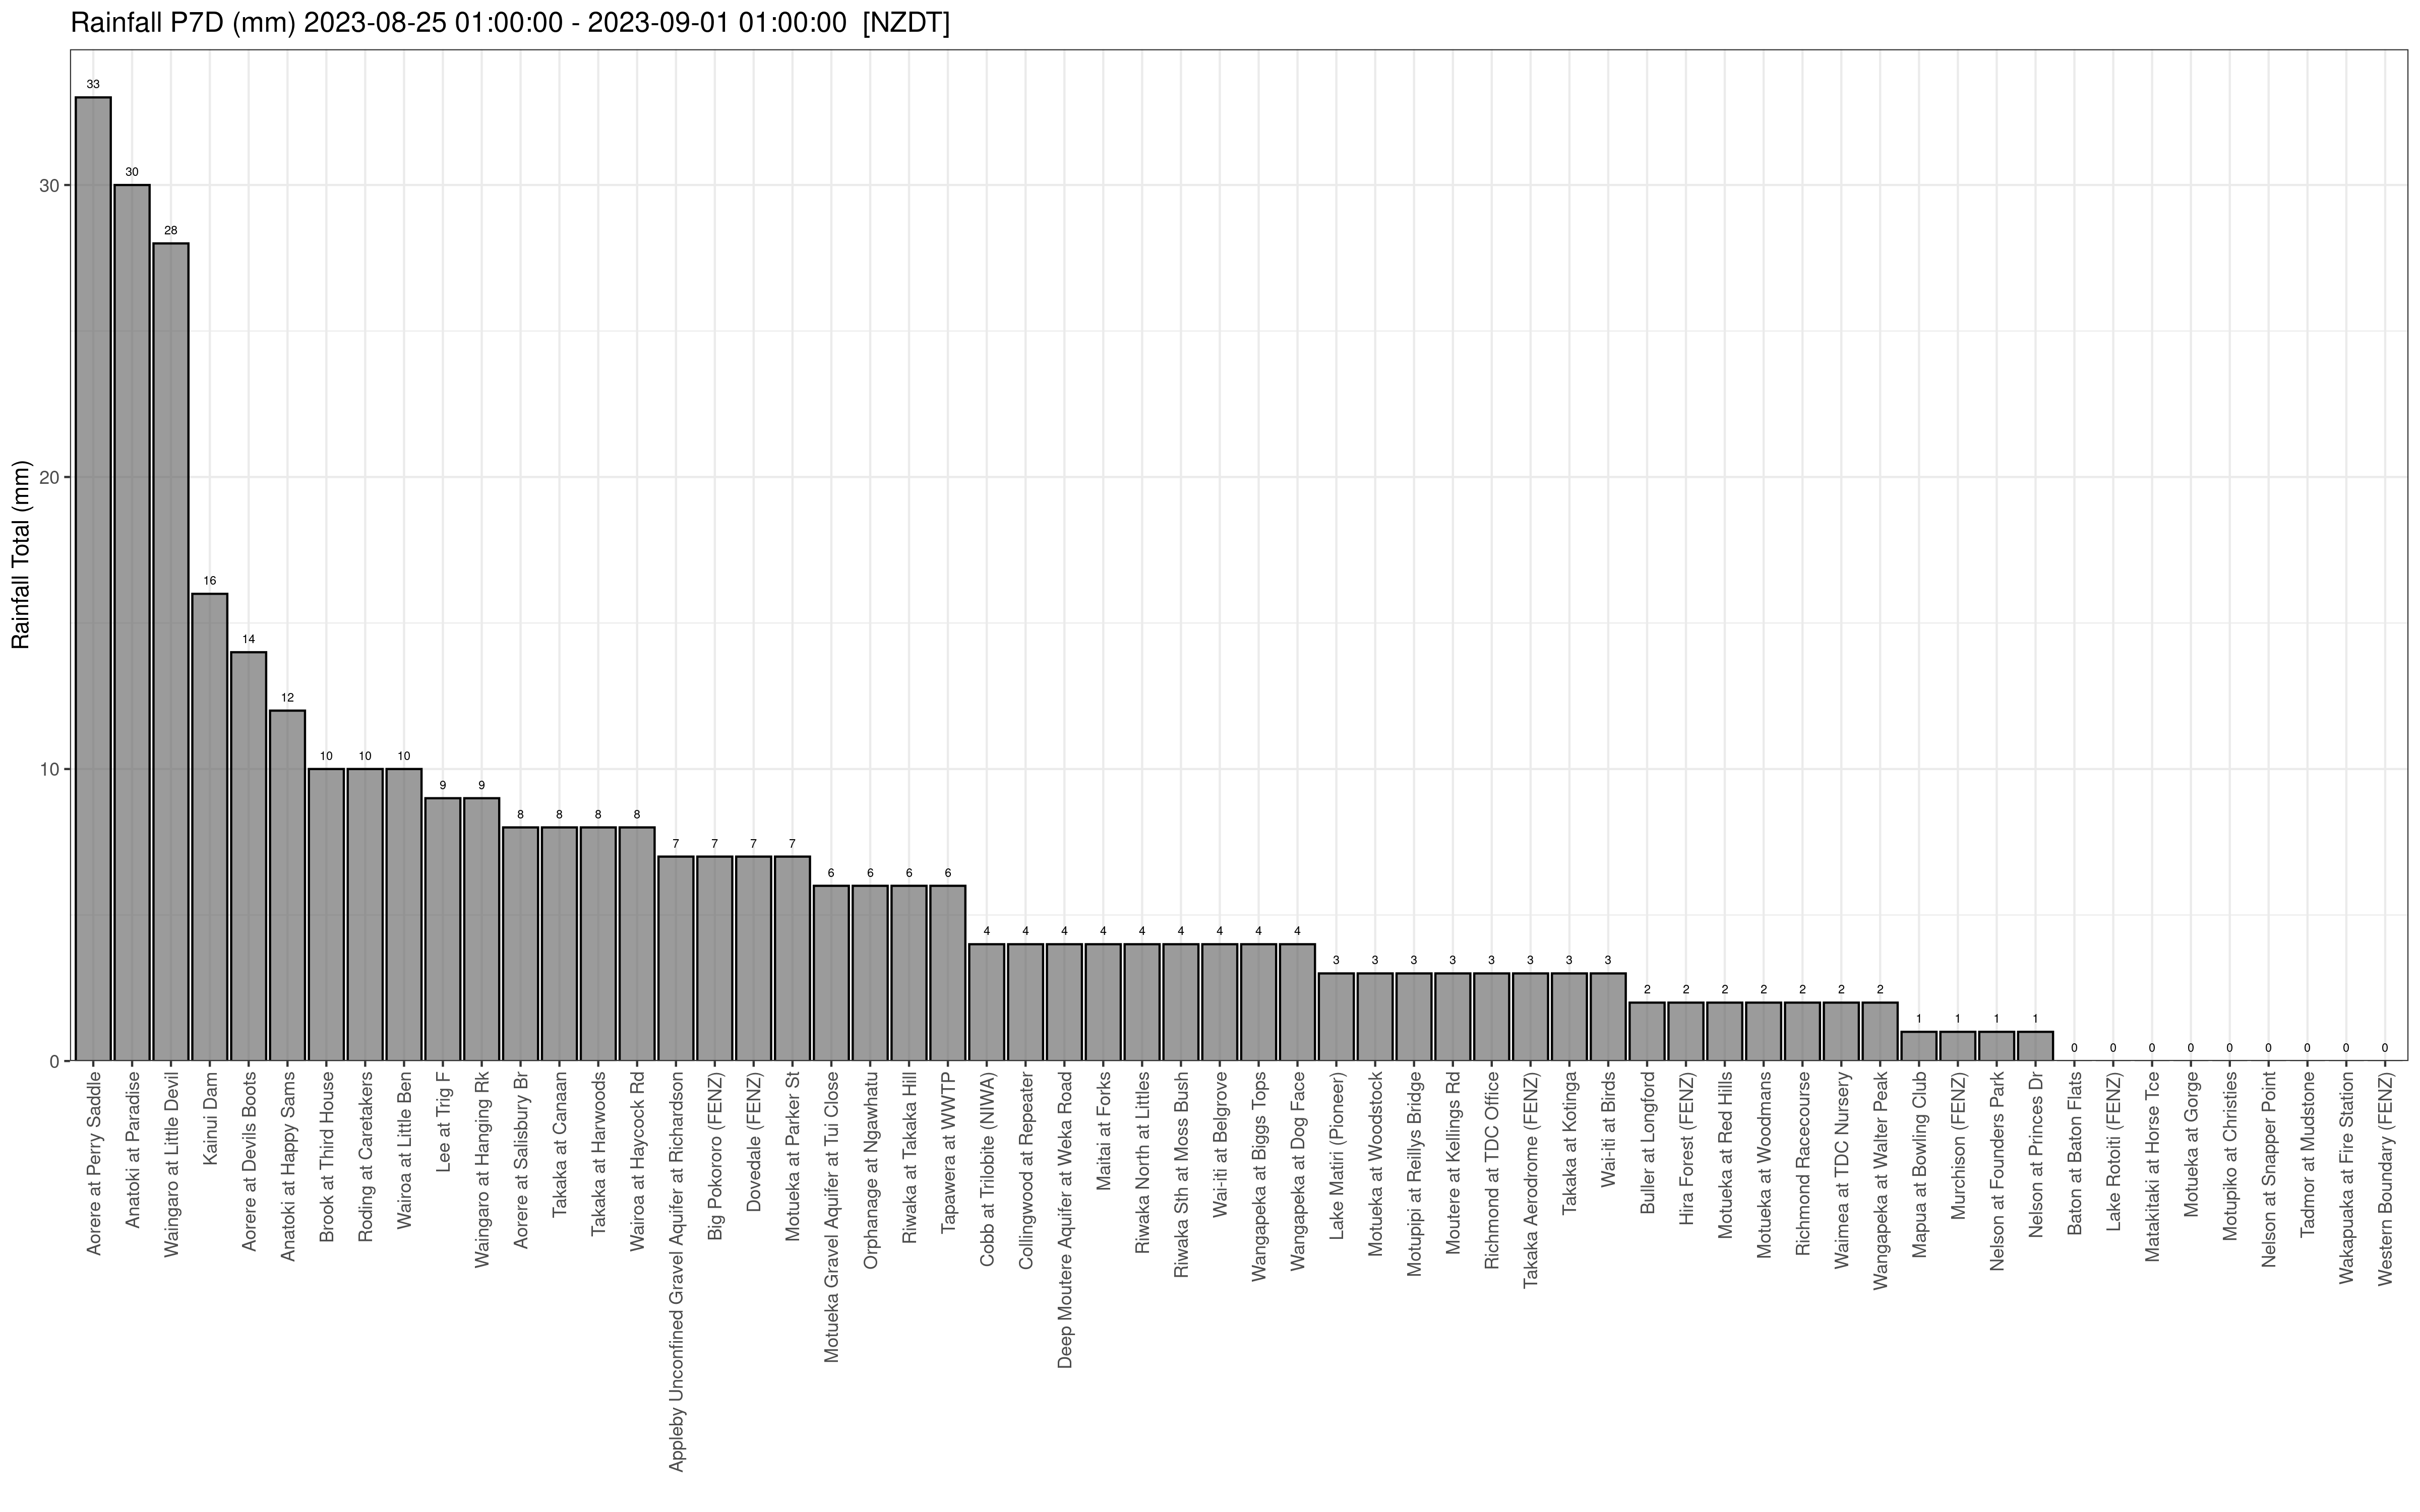 Rainfall P7D (mm) 2023-08-25 01:00:00 - 2023-09-01 01:00:00 [NZDT]
Rainfall Total (mm)
30
20
10
0
33
30
28
16
14
12
10
10
10
9
9
8
8
8
8
7
7
7
7
6
6
6
6
4
4
4
4
4
4
4
4
4
3
3
3
3
3
3
3
3
2
2
2
2
2
2
2
1
1
1
1
0
0
0
0
0
0
0
0
0
Aorere at Perry Saddle
Anatoki at Paradise
Waingaro at Little Devil
Kainui Dam
Aorere at Devils Boots
Anatoki at Happy Sams
Brook at Third House
Roding at Caretakers
Wairoa at Little Ben
Lee at Trig F
Waingaro at Hanging Rk
Aorere at Salisbury Br
Takaka at Canaan
Takaka at Harwoods
Wairoa at Haycock Rd
Appleby Unconfined Gravel Aquifer at Richardson
Big Pokororo (FENZ)
Dovedale (FENZ)
Motueka at Parker St
Motueka Gravel Aquifer at Tui Close
Orphanage at Ngawhatu
Riwaka at Takaka Hill
Tapawera at WWTP
Cobb at Trilobite (NIWA)
Collingwood at Repeater
Deep Moutere Aquifer at Weka Road
Maitai at Forks
Riwaka North at Littles
Riwaka Sth at Moss Bush
Wai-iti at Belgrove
Wangapeka at Biggs Tops
Wangapeka at Dog Face
Lake Matiri (Pioneer)
Motueka at Woodstock
Motupipi at Reillys Bridge
Moutere at Kellings Rd
Richmond at TDC Office
Takaka Aerodrome (FENZ)
Takaka at Kotinga
Wai-iti at Birds
Buller at Longford
Hira Forest (FENZ)
Motueka at Red Hills
Motueka at Woodmans
Richmond Racecourse
Waimea at TDC Nursery
Wangapeka at Walter Peak
Mapua at Bowling Club
Murchison (FENZ)
Nelson at Founders Park
Nelson at Princes Dr
Baton at Baton Flats
Lake Rotoiti (FENZ)
Matakitaki at Horse Tce
Motueka at Gorge
Motupiko at Christies
Nelson at Snapper Point
Tadmor at Mudstone
Wakapuaka at Fire Station
Western Boundary (FENZ)